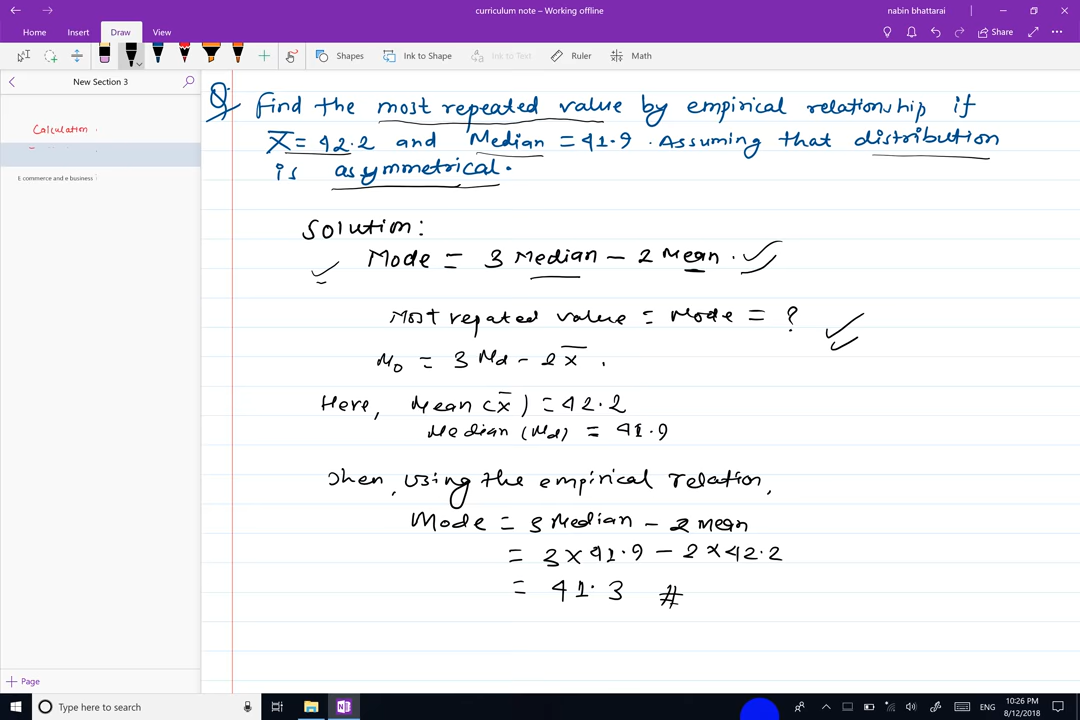 curriculum note – Working offline
nabin bhattarai
Home Insert Draw View
Share
Shapes
Ink to Shape
Ink to Text
Ruler
Math
New Section 3
Calculation
E commerce and e business
Page
Q Find the most repeated value by empirical relationship if
X̅ = 42.2 and Median = 41.9. Assuming that distribution
is asymmetrical.
Solution:
Mode = 3 Median – 2 Mean.
Most repated value = Mode = ?
M₀ = 3 Md – 2 x̅ .
Here, Mean (x̅) = 42.2
Median (Md) = 41.9
Then, using the empirical relation,
Mode = 3 Median – 2 Mean
= 3 × 41.9 – 2 × 42.2
= 41.3 #
Type here to search
ENG
10:26 PM
8/12/2018